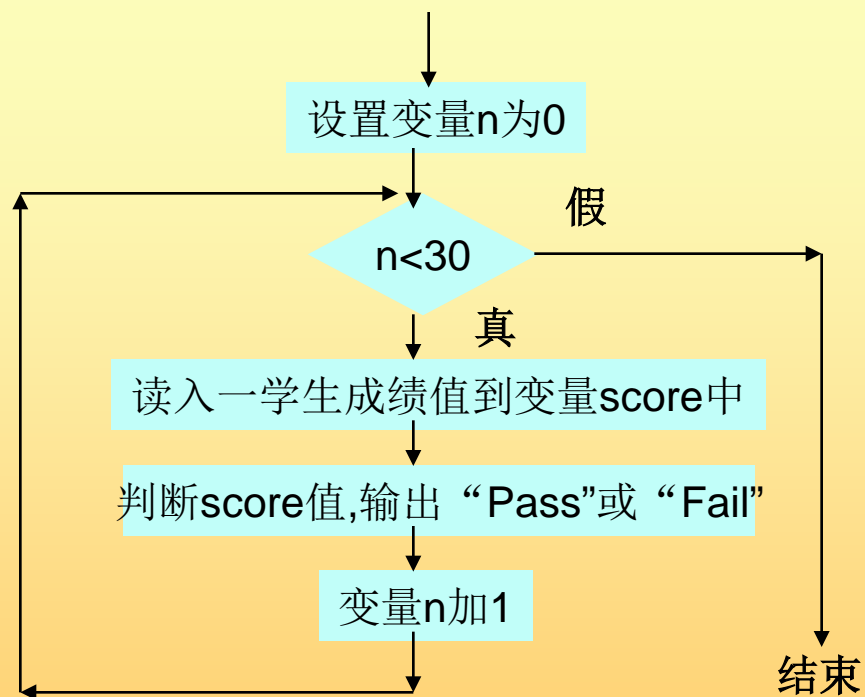 设置变量n为0
假
n<30
真
读入一学生成绩值到变量score中
判断score值,输出“Pass”或“Fail”
变量n加1
结束